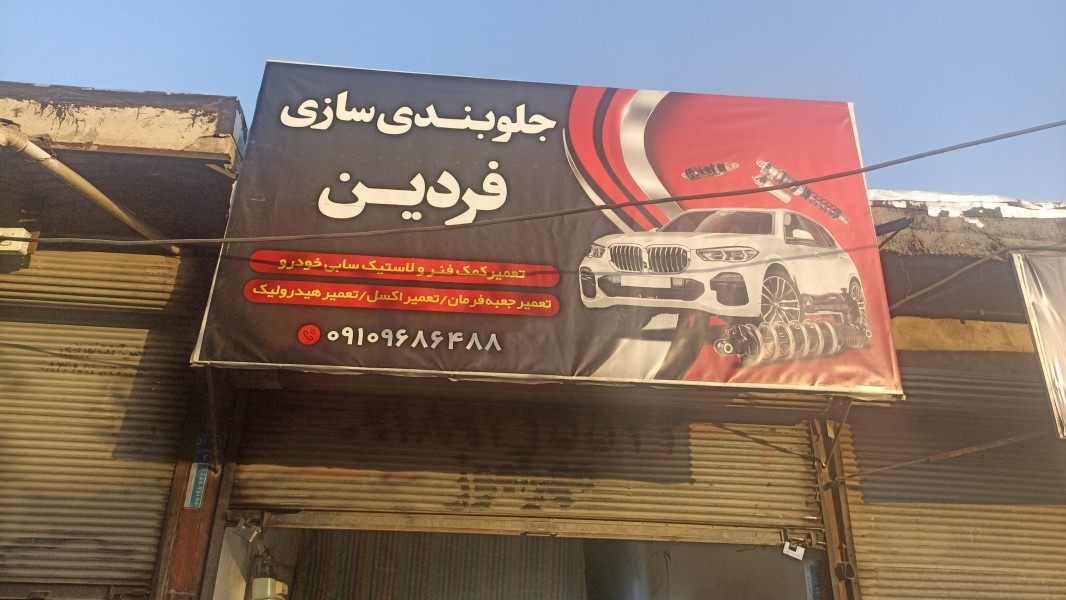 جلوبندی سازی
فردین
تعمیر کمک فنر و لاستیک سابی خودرو
تعمیر جعبه فرمان/تعمیر اکسل/تعمیر هیدرولیک
۰۹۱۰۹۶۸۶۴۸۸